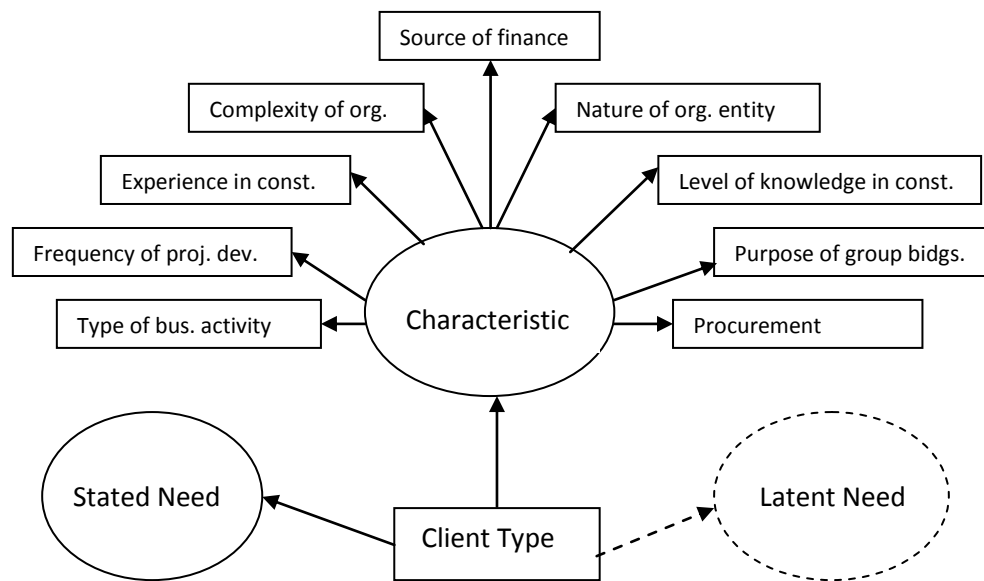 Source of finance
Complexity of org.
Nature of org. entity
Experience in const.
Level of knowledge in const.
Frequency of proj. dev.
Purpose of group bidgs.
Type of bus. activity
Characteristic
Procurement
Stated Need
Client Type
Latent Need